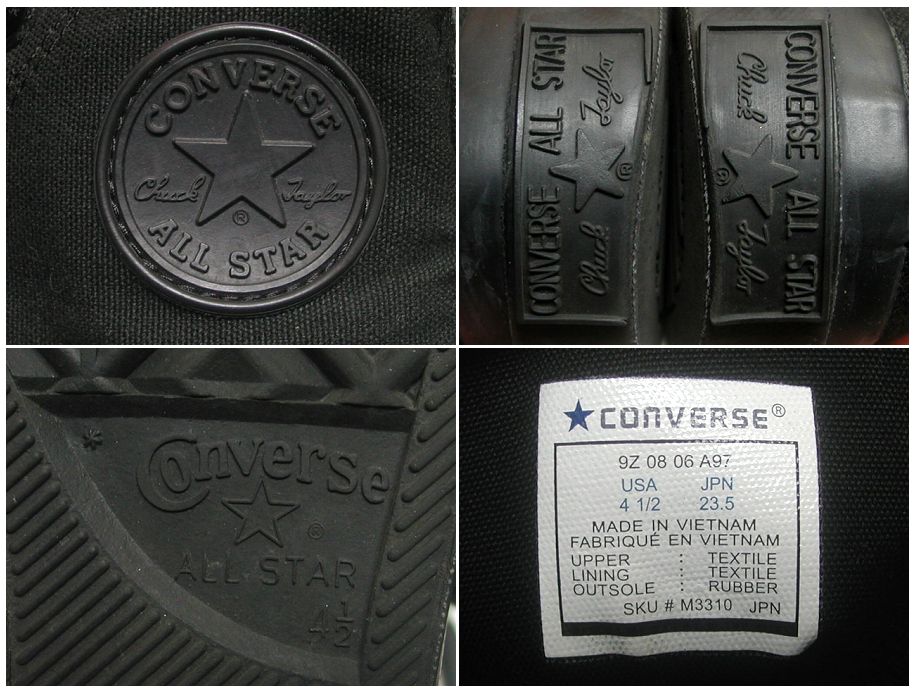 CONVERSE
Chuck Taylor
®
ALL STAR
CONVERSE ALL STAR
Chuck ® Taylor
CONVERSE ALL STAR
Chuck ® Taylor
*
Converse
®
ALL STAR
4 1/2
CONVERSE®
9Z 08 06 A97
USA JPN
4 1/2 23.5
MADE IN VIETNAM
FABRIQUÉ EN VIETNAM
UPPER : TEXTILE
LINING : TEXTILE
OUTSOLE : RUBBER
SKU # M3310 JPN